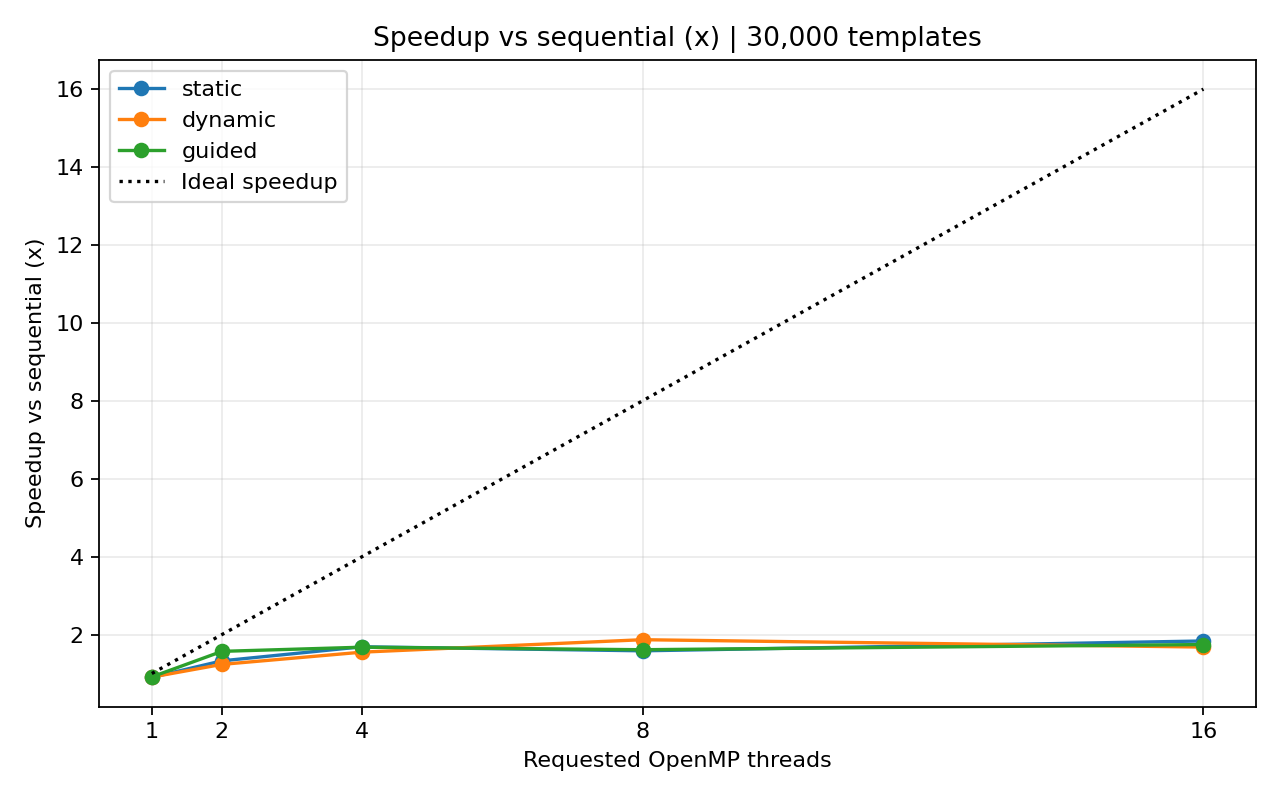 Speedup vs sequential (x) | 30,000 templates
static
dynamic
guided
Ideal speedup
Speedup vs sequential (x)
16
14
12
10
8
6
4
2
1
2
4
8
16
Requested OpenMP threads